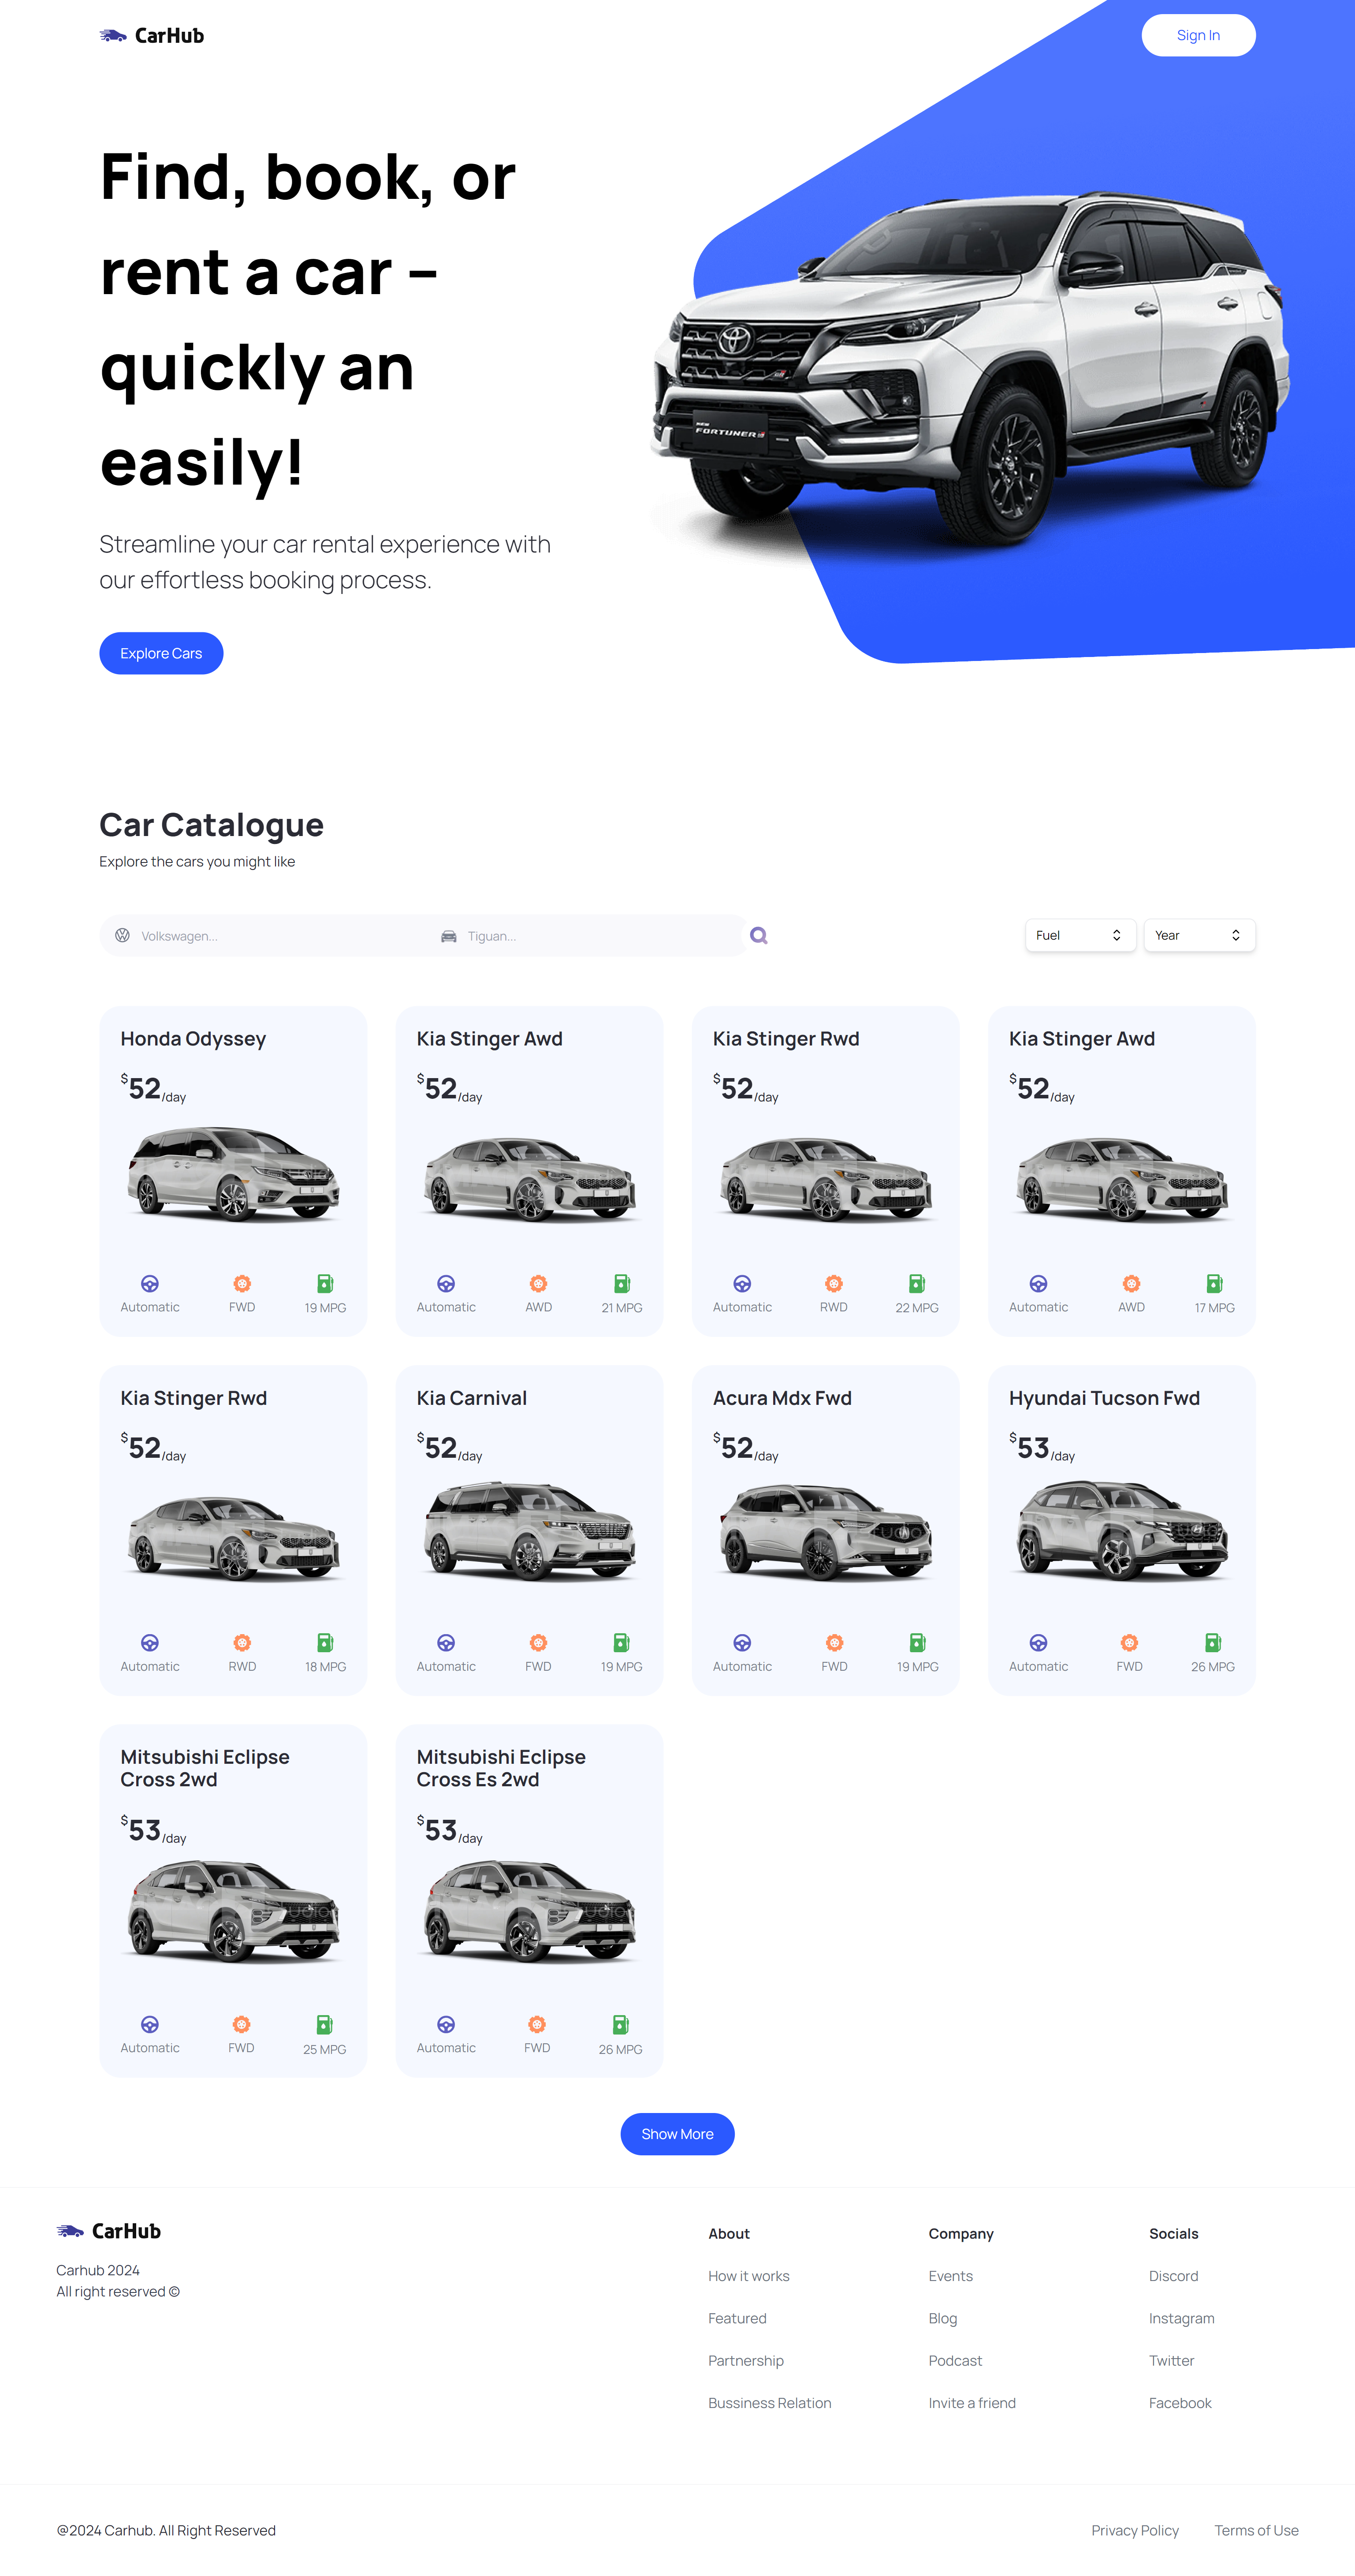 CarHub
Sign In
Find, book, or
rent a car –
quickly an
easily!
NEW
FORTUNER
Streamline your car rental experience with
our effortless booking process.
Explore Cars
Car Catalogue
Explore the cars you might like
Volkswagen...
Tiguan...
Fuel
Year
Honda Odyssey
$52/day
Automatic
FWD
19 MPG
Kia Stinger Awd
$52/day
Automatic
AWD
21 MPG
Kia Stinger Rwd
$52/day
Automatic
RWD
22 MPG
Kia Stinger Awd
$52/day
Automatic
AWD
17 MPG
Kia Stinger Rwd
$52/day
Automatic
RWD
18 MPG
Kia Carnival
$52/day
Automatic
FWD
19 MPG
Acura Mdx Fwd
$52/day
Automatic
FWD
19 MPG
Hyundai Tucson Fwd
$53/day
Automatic
FWD
26 MPG
Mitsubishi Eclipse
Cross 2wd
$53/day
Automatic
FWD
25 MPG
Mitsubishi Eclipse
Cross Es 2wd
$53/day
Automatic
FWD
26 MPG
Show More
CarHub
Carhub 2024
All right reserved ©
About
How it works
Featured
Partnership
Bussiness Relation
Company
Events
Blog
Podcast
Invite a friend
Socials
Discord
Instagram
Twitter
Facebook
@2024 Carhub. All Right Reserved
Privacy Policy
Terms of Use